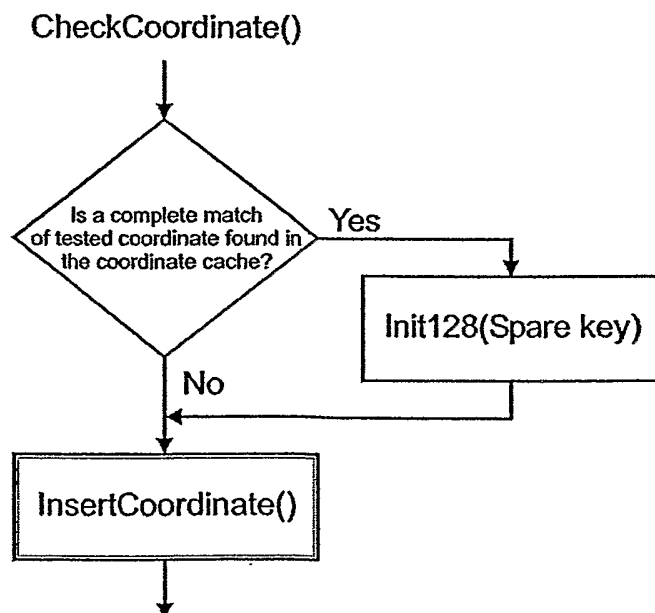 CheckCoordinate()
Is a complete match
of tested coordinate found in
the coordinate cache?
Yes
Init128(Spare key)
No
InsertCoordinate()